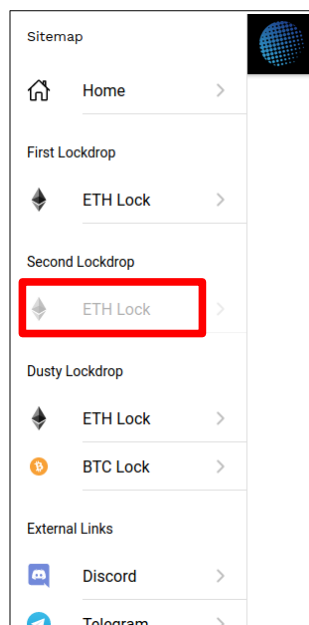 Sitemap
Home
First Lockdrop
ETH Lock
Second Lockdrop
ETH Lock
Dusty Lockdrop
ETH Lock
BTC Lock
External Links
Discord
Telegram